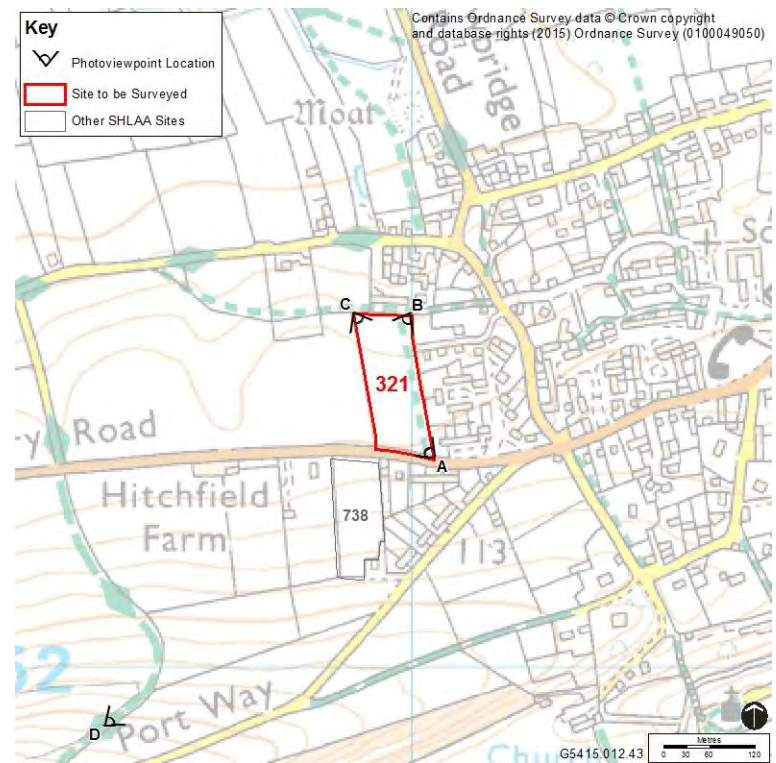 Key
Photoviewpoint Location
Site to be Surveyed
Other SHLAA Sites
Contains Ordnance Survey data © Crown copyright
and database rights (2015) Ordnance Survey (0100049050)
Moat
Road
C
B
321
A
Road
Hitchfield
Farm
738
113
62
D
Port Way
G5415.012.43
Metres
0 30 60 120